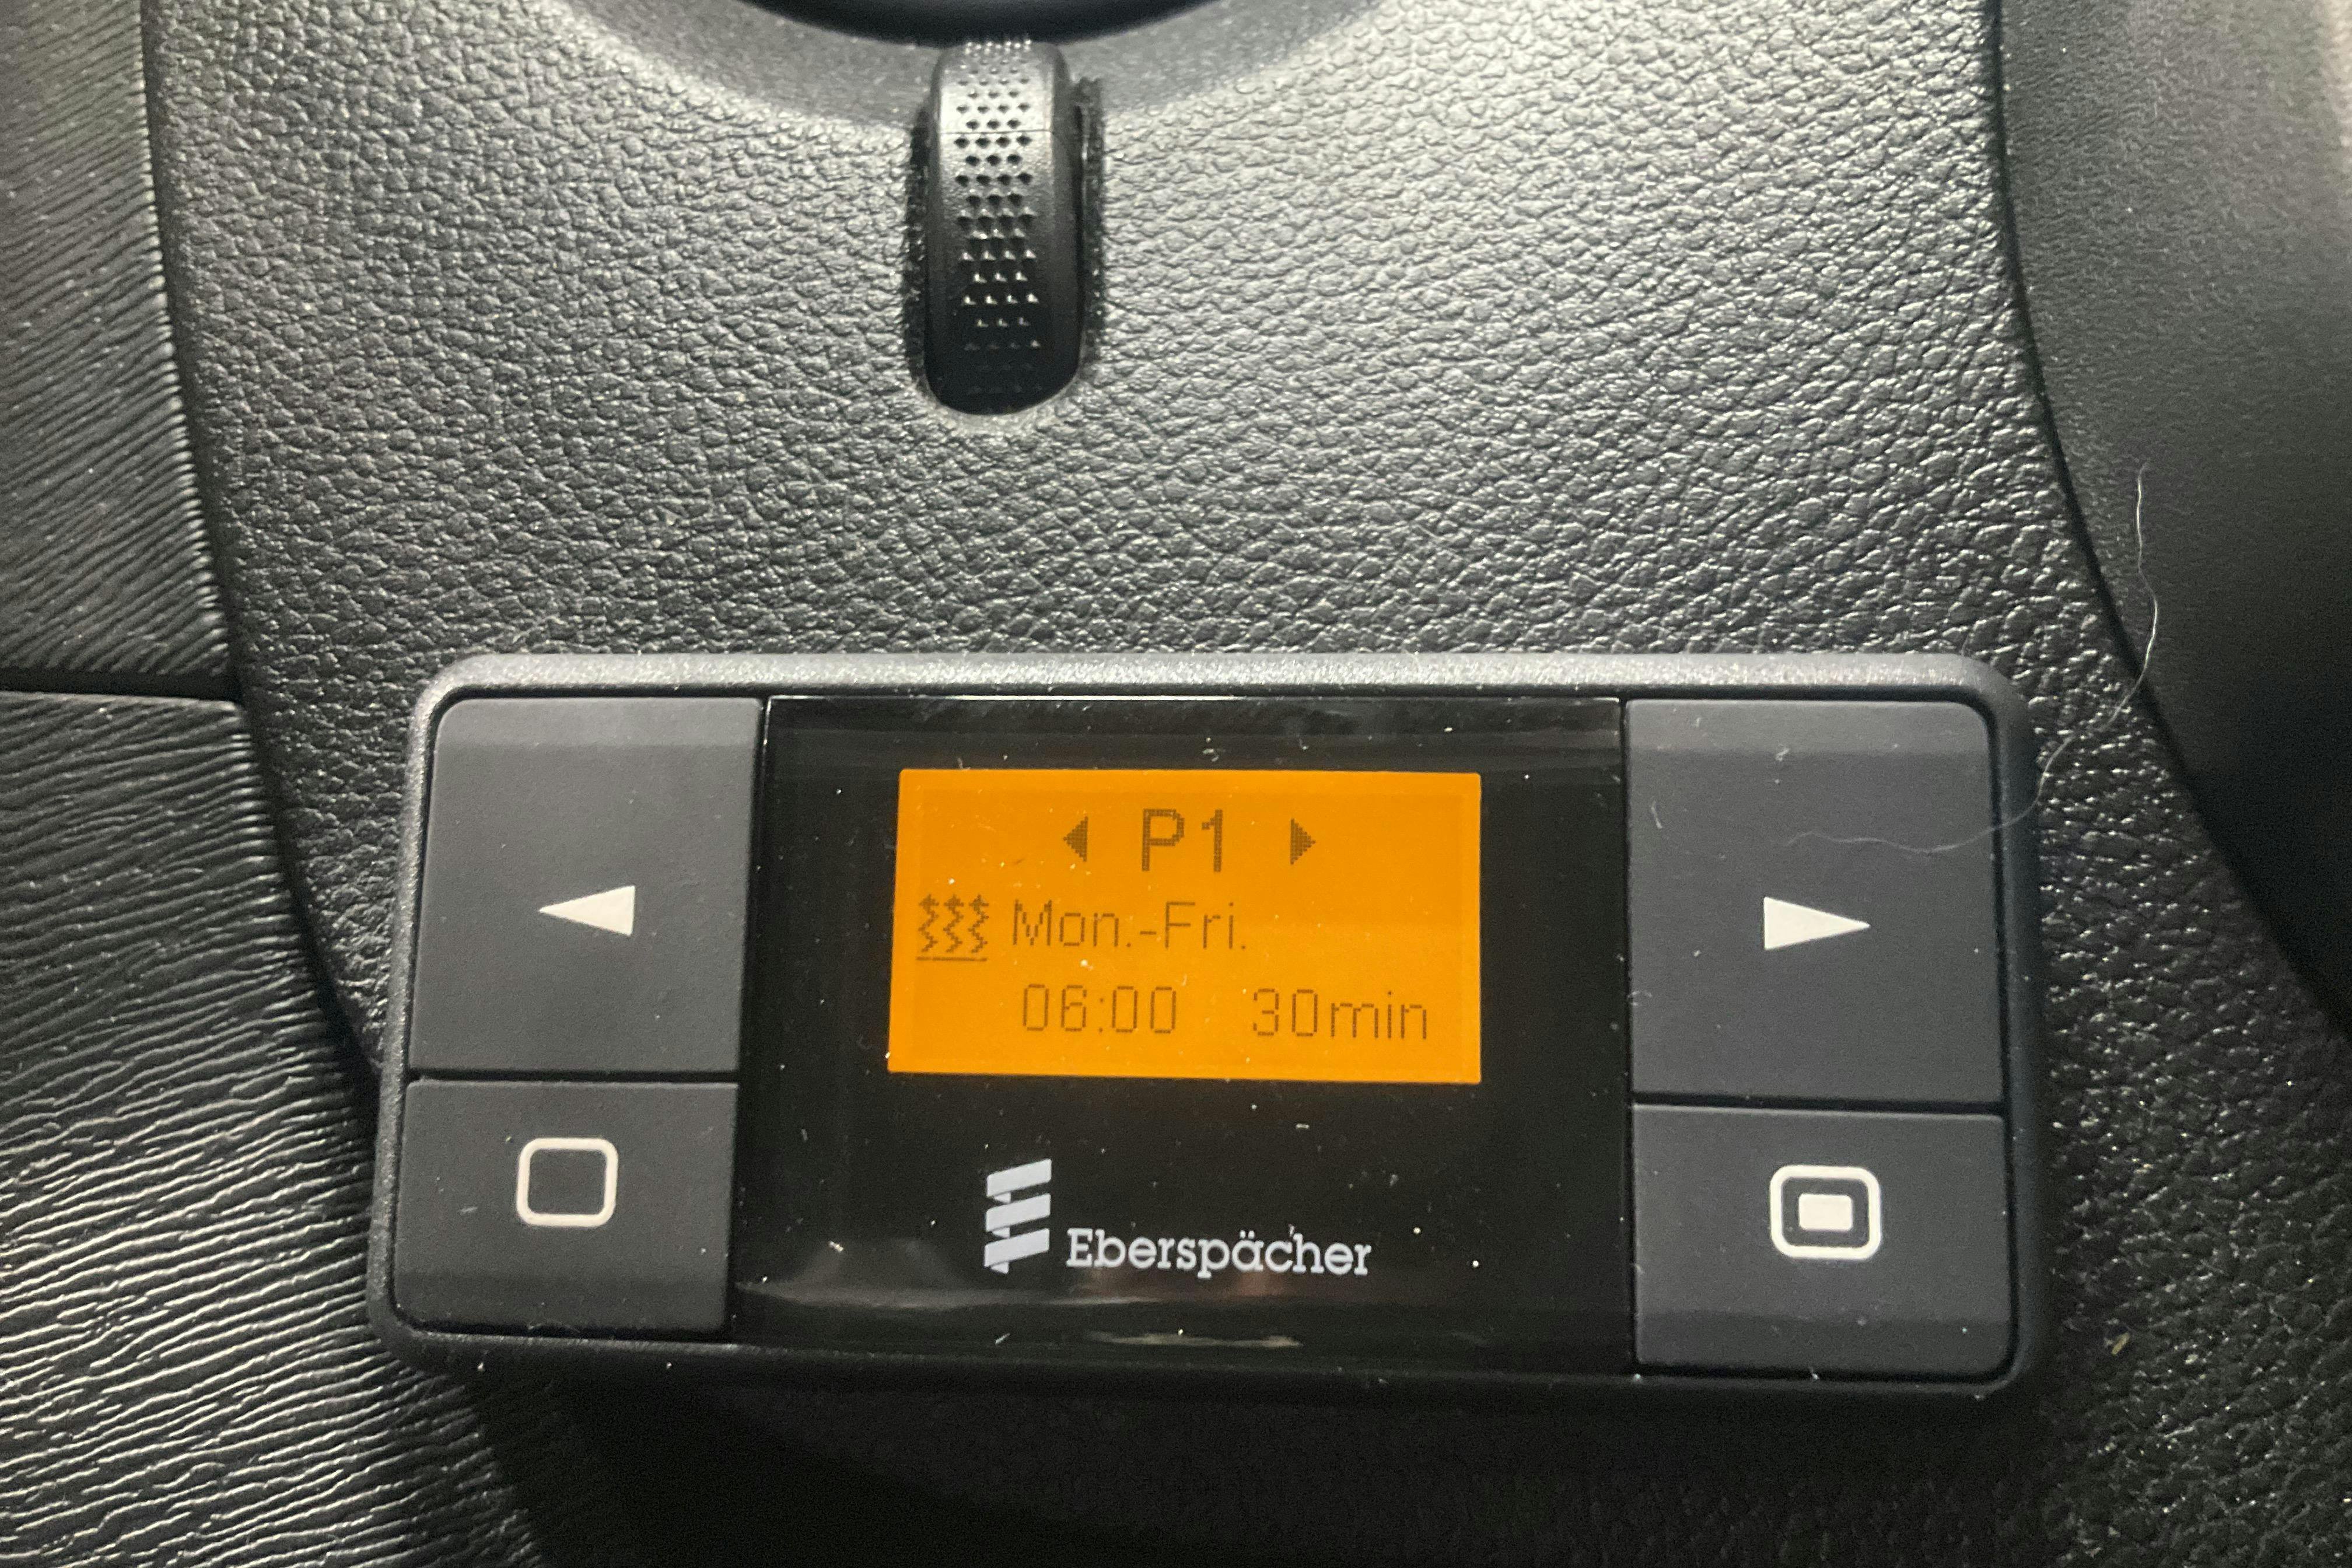 P1
Mon.-Fri.
06:00 30min
Eberspächer